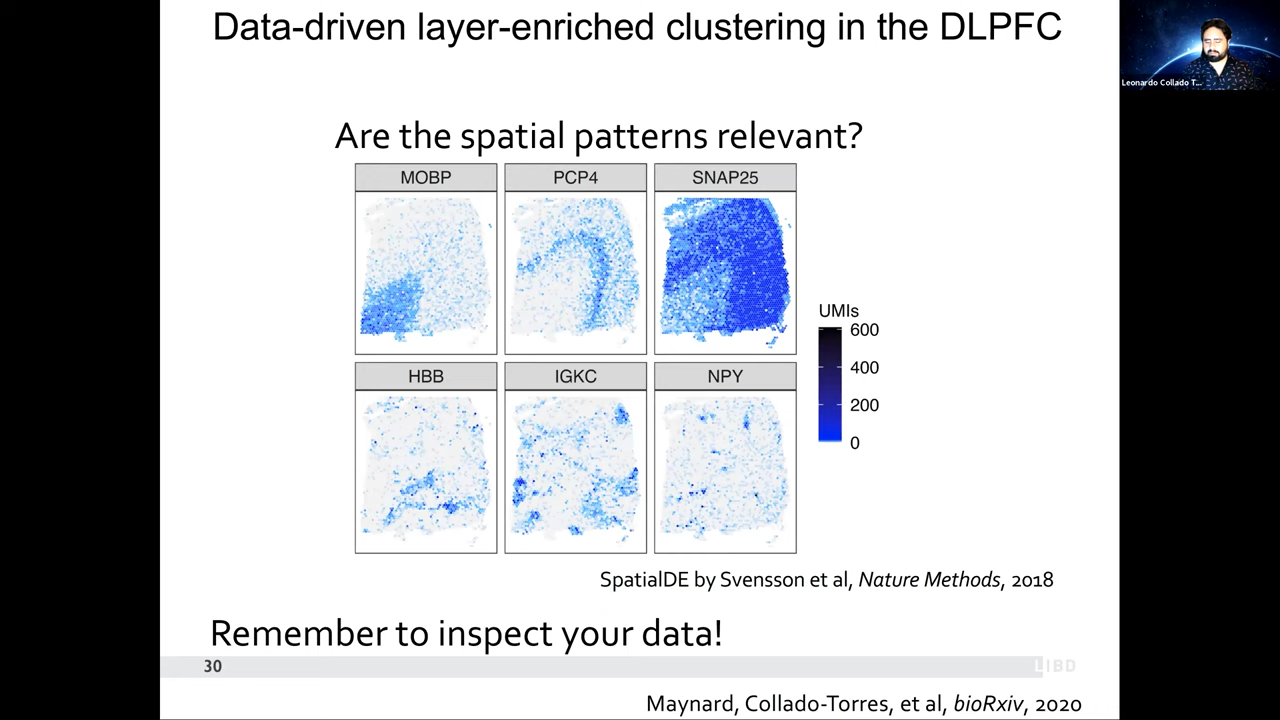 Data-driven layer-enriched clustering in the DLPFC
Leonardo Collado T...
Are the spatial patterns relevant?
MOBP
PCP4
SNAP25
UMIs
600
400
200
0
HBB
IGKC
NPY
SpatialDE by Svensson et al, Nature Methods, 2018
Remember to inspect your data!
30
LIBD
Maynard, Collado-Torres, et al, bioRxiv, 2020